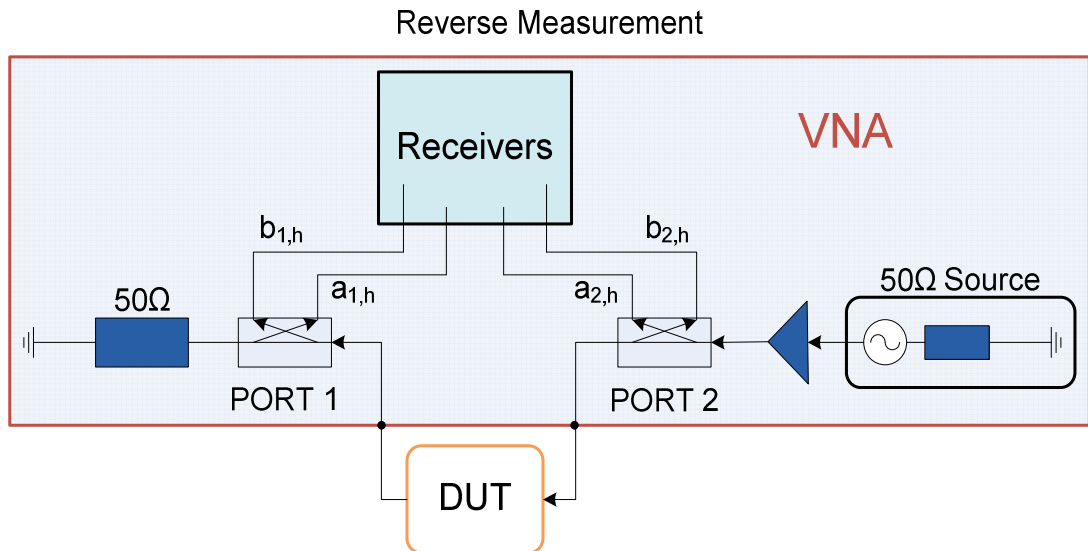 Reverse Measurement
VNA
Receivers
b1,h
b2,h
a1,h
a2,h
50Ω
50Ω Source
PORT 1
PORT 2
DUT